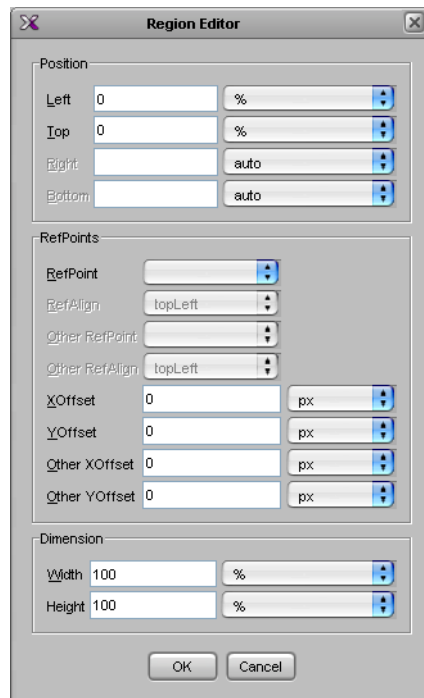 Region Editor
Position
Left 0 %
Top 0 %
Right auto
Bottom auto
RefPoints
RefPoint
RefAlign topLeft
Other RefPoint
Other RefAlign topLeft
XOffset 0 px
YOffset 0 px
Other XOffset 0 px
Other YOffset 0 px
Dimension
Width 100 %
Height 100 %
OK Cancel